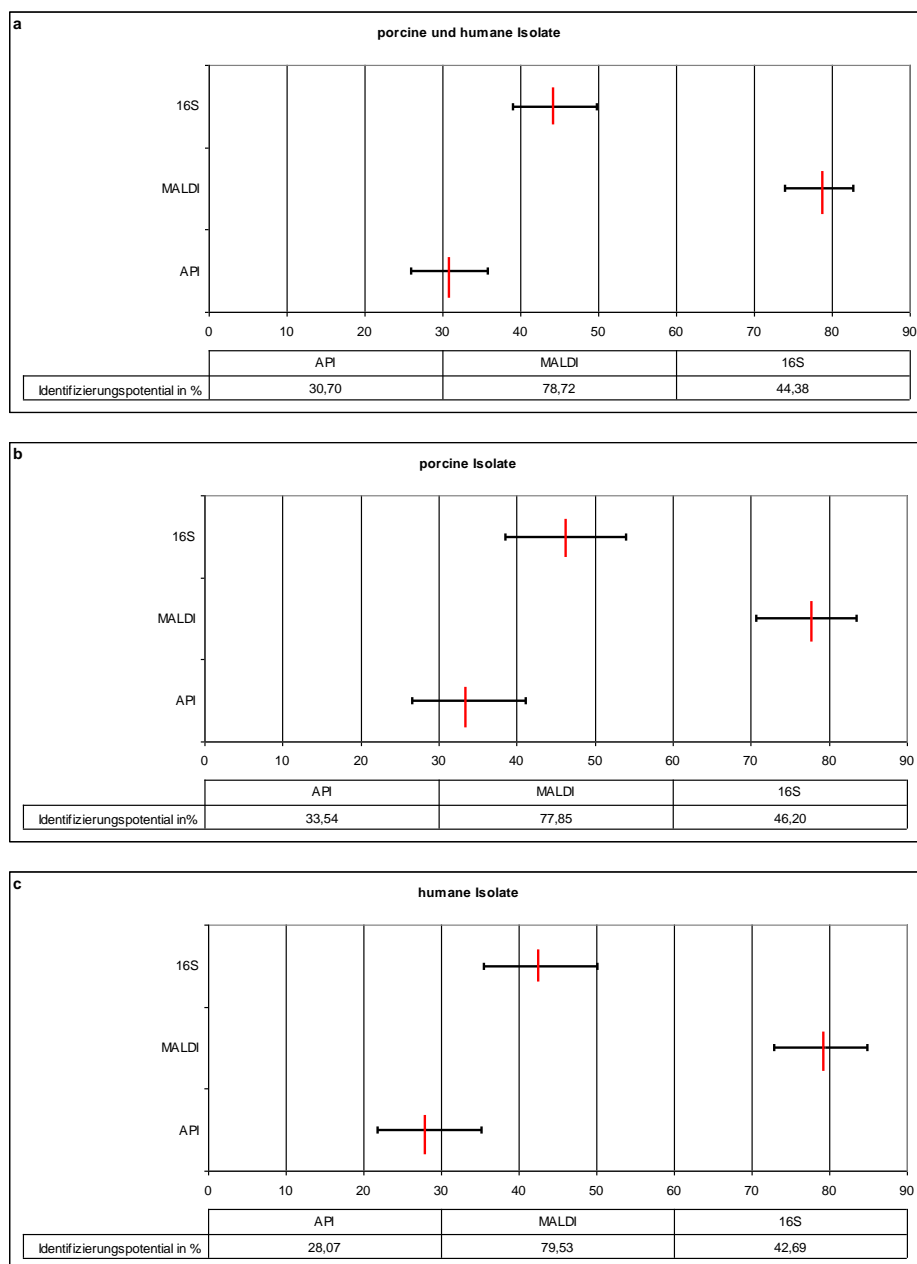 a
porcine und humane Isolate
16S
MALDI
API
0 10 20 30 40 50 60 70 80 90
API MALDI 16S
Identifizierungspotential in % 30,70 78,72 44,38
b
porcine Isolate
16S
MALDI
API
0 10 20 30 40 50 60 70 80 90
API MALDI 16S
Identifizierungspotential in% 33,54 77,85 46,20
c
humane Isolate
16S
MALDI
API
0 10 20 30 40 50 60 70 80 90
API MALDI 16S
Identifizierungspotential in % 28,07 79,53 42,69